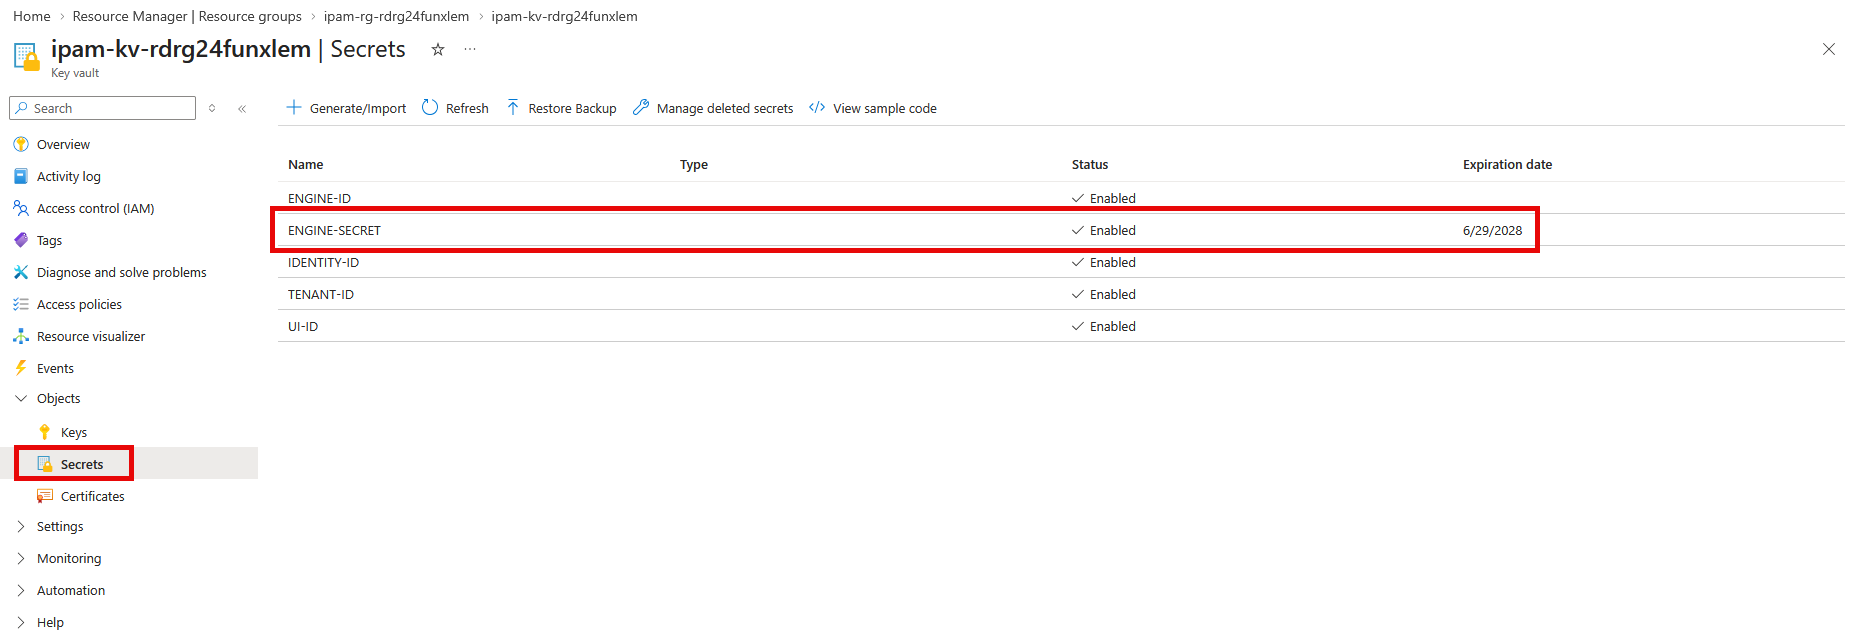 Home > Resource Manager | Resource groups > ipam-rg-rdrg24funxlem > ipam-kv-rdrg24funxlem
ipam-kv-rdrg24funxlem | Secrets
Key vault
Search
Generate/Import Refresh Restore Backup Manage deleted secrets View sample code
Overview
Activity log
Access control (IAM)
Tags
Diagnose and solve problems
Access policies
Resource visualizer
Events
Objects
Keys
Secrets
Certificates
Settings
Monitoring
Automation
Help
Name Type Status Expiration date
ENGINE-ID Enabled
ENGINE-SECRET Enabled 6/29/2028
IDENTITY-ID Enabled
TENANT-ID Enabled
UI-ID Enabled